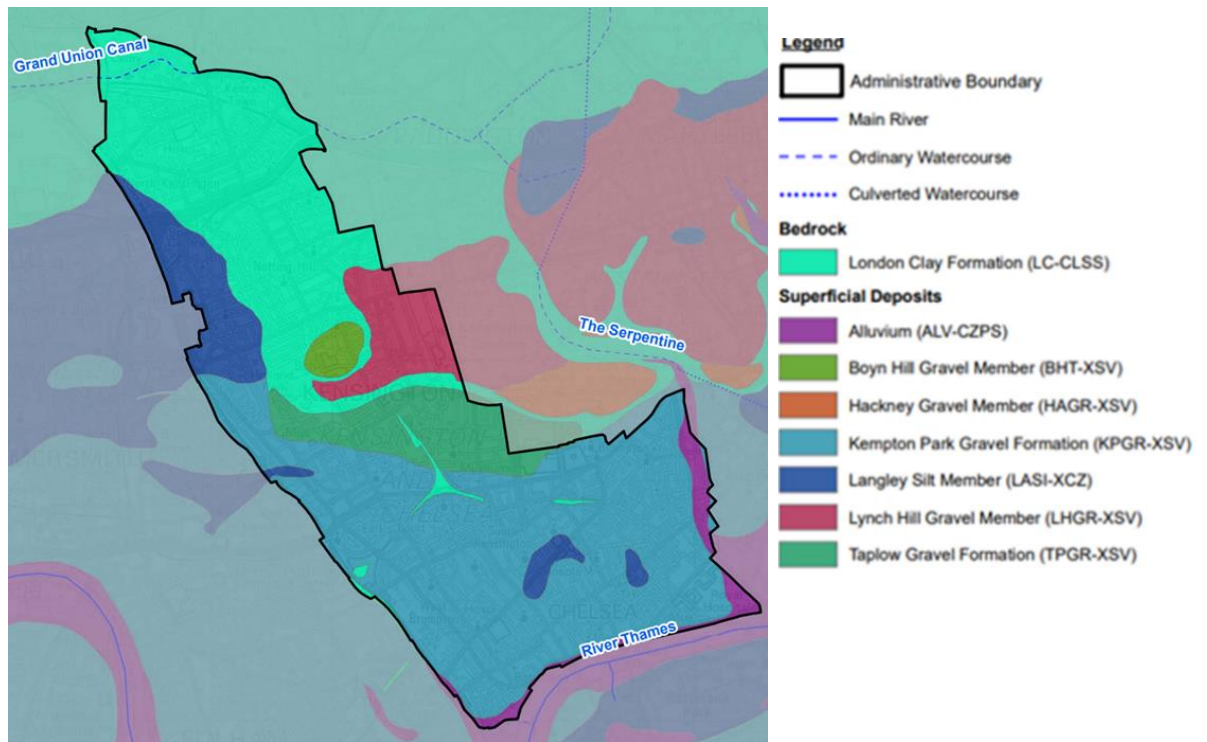 Grand Union Canal
The Serpentine
KENSINGTON
CHELSEA
River Thames
Legend
Administrative Boundary
Main River
Ordinary Watercourse
Culverted Watercourse
Bedrock
London Clay Formation (LC-CLSS)
Superficial Deposits
Alluvium (ALV-CZPS)
Boyn Hill Gravel Member (BHT-XSV)
Hackney Gravel Member (HAGR-XSV)
Kempton Park Gravel Formation (KPGR-XSV)
Langley Silt Member (LASI-XCZ)
Lynch Hill Gravel Member (LHGR-XSV)
Taplow Gravel Formation (TPGR-XSV)